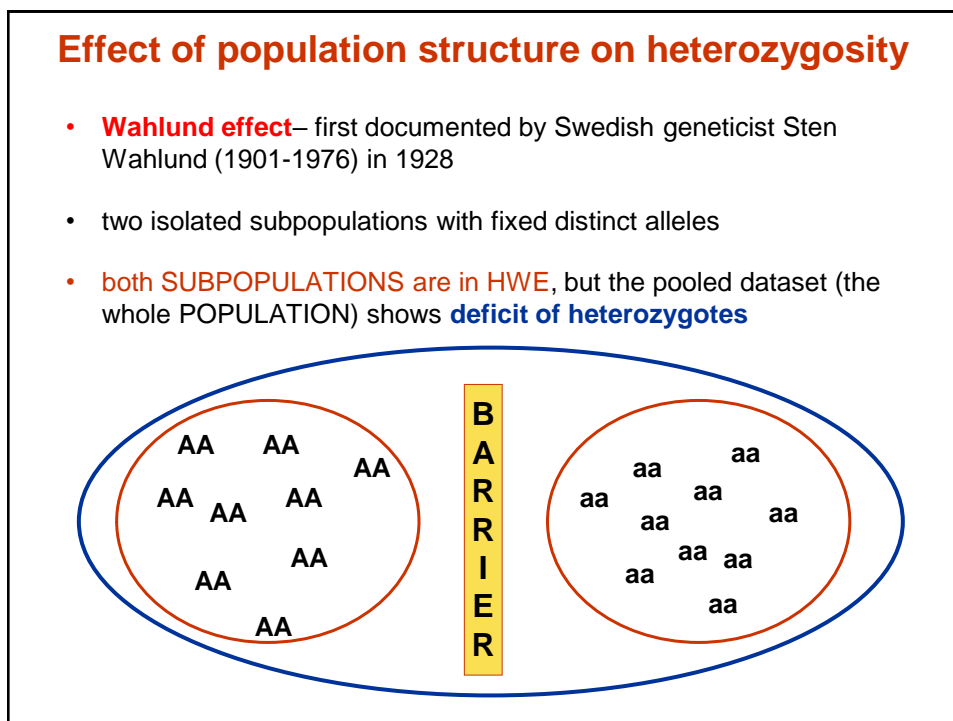 Effect of population structure on heterozygosity
• Wahlund effect– first documented by Swedish geneticist Sten
Wahlund (1901-1976) in 1928
• two isolated subpopulations with fixed distinct alleles
• both SUBPOPULATIONS are in HWE, but the pooled dataset (the
whole POPULATION) shows deficit of heterozygotes
AA AA AA
AA AA AA
AA AA
AA
B
A
R
R
I
E
R
aa aa
aa aa
aa aa
aa aa
aa
aa